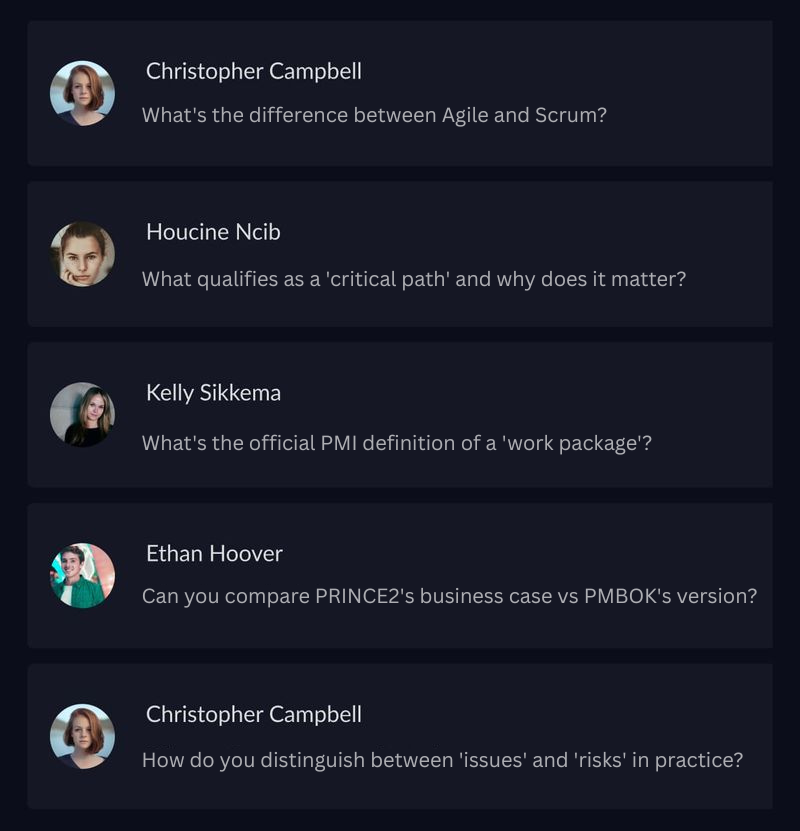 Christopher Campbell
What's the difference between Agile and Scrum?
Houcine Ncib
What qualifies as a 'critical path' and why does it matter?
Kelly Sikkema
What's the official PMI definition of a 'work package'?
Ethan Hoover
Can you compare PRINCE2's business case vs PMBOK's version?
Christopher Campbell
How do you distinguish between 'issues' and 'risks' in practice?